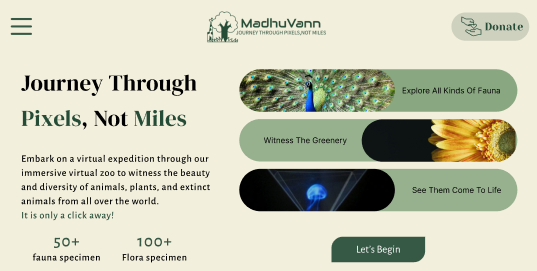 MadhuVann
JOURNEY THROUGH PIXELS,NOT MILES
Donate
Journey Through
Pixels, Not Miles
Embark on a virtual expedition through our
immersive virtual zoo to witness the beauty
and diversity of animals, plants, and extinct
animals from all over the world.
It is only a click away!
50+
fauna specimen
100+
Flora specimen
Explore All Kinds Of Fauna
Witness The Greenery
See Them Come To Life
Let's Begin